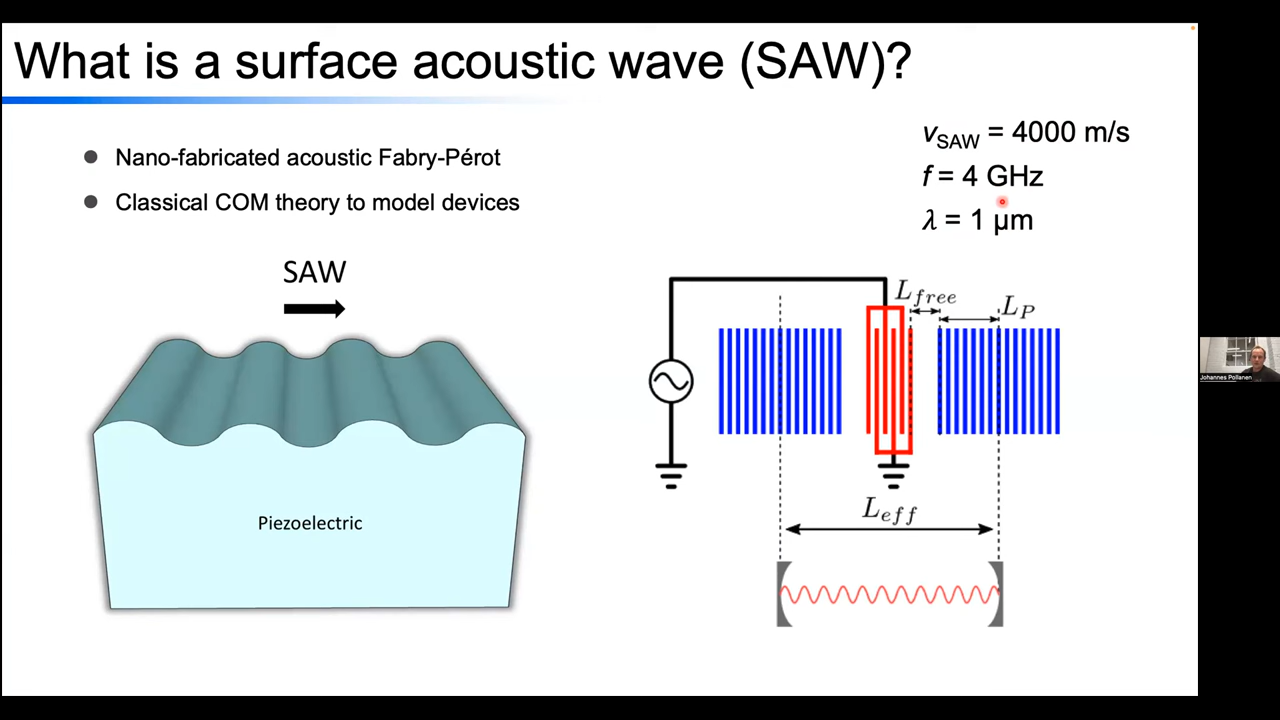 What is a surface acoustic wave (SAW)?
Nano-fabricated acoustic Fabry-Pérot
Classical COM theory to model devices
vSAW = 4000 m/s
f = 4 GHz
λ = 1 µm
SAW
Piezoelectric
Lfree
LP
Leff
Johannes Pollanen